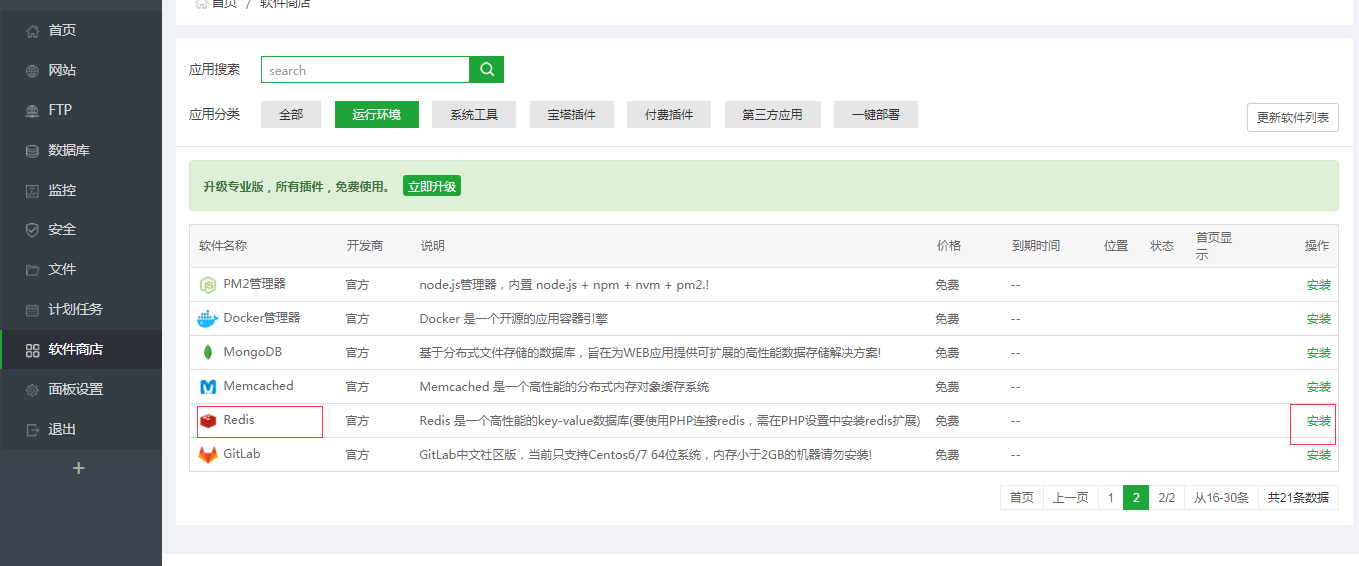 首页 / 软件商店
首页
网站
FTP
数据库
监控
安全
文件
计划任务
软件商店
面板设置
退出
+
应用搜索 search
应用分类 全部 运行环境 系统工具 宝塔插件 付费插件 第三方应用 一键部署 更新软件列表
升级专业版，所有插件，免费使用。 立即升级
软件名称 开发商 说明 价格 到期时间 位置 状态 首页显示 操作
PM2管理器 官方 node.js管理器，内置 node.js + npm + nvm + pm2.! 免费 -- 安装
Docker管理器 官方 Docker 是一个开源的应用容器引擎 免费 -- 安装
MongoDB 官方 基于分布式文件存储的数据库，旨在为WEB应用提供可扩展的高性能数据存储解决方案! 免费 -- 安装
Memcached 官方 Memcached 是一个高性能的分布式内存对象缓存系统 免费 -- 安装
Redis 官方 Redis 是一个高性能的key-value数据库(要使用PHP连接redis，需在PHP设置中安装redis扩展) 免费 -- 安装
GitLab 官方 GitLab中文社区版，当前只支持Centos6/7 64位系统，内存小于2GB的机器请勿安装! 免费 -- 安装
首页 上一页 1 2 2/2 从16-30条 共21条数据